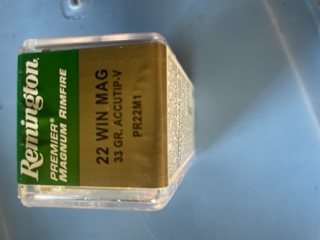 Remington
PREMIER®
MAGNUM RIMFIRE
22 WIN MAG
33 GR. ACCUTIP-V
PR22M1